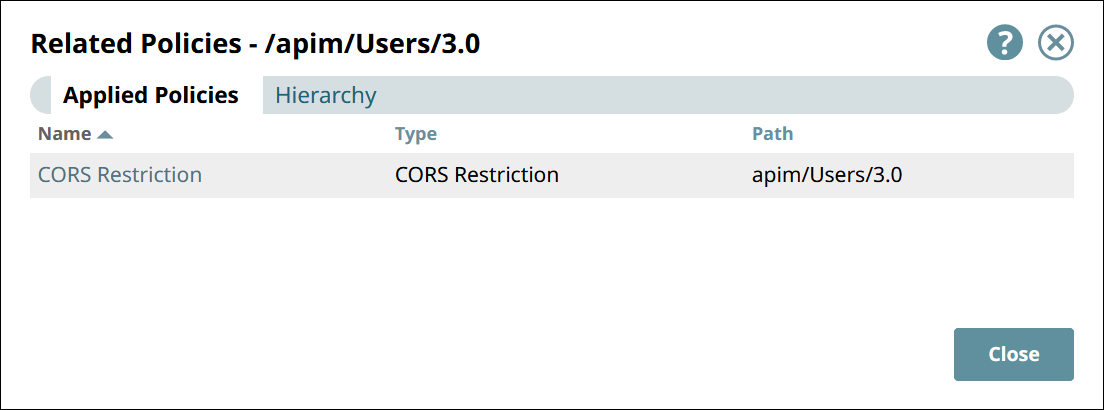 Related Policies - /apim/Users/3.0
?
Applied Policies Hierarchy
Name Type Path
CORS Restriction CORS Restriction apim/Users/3.0
Close